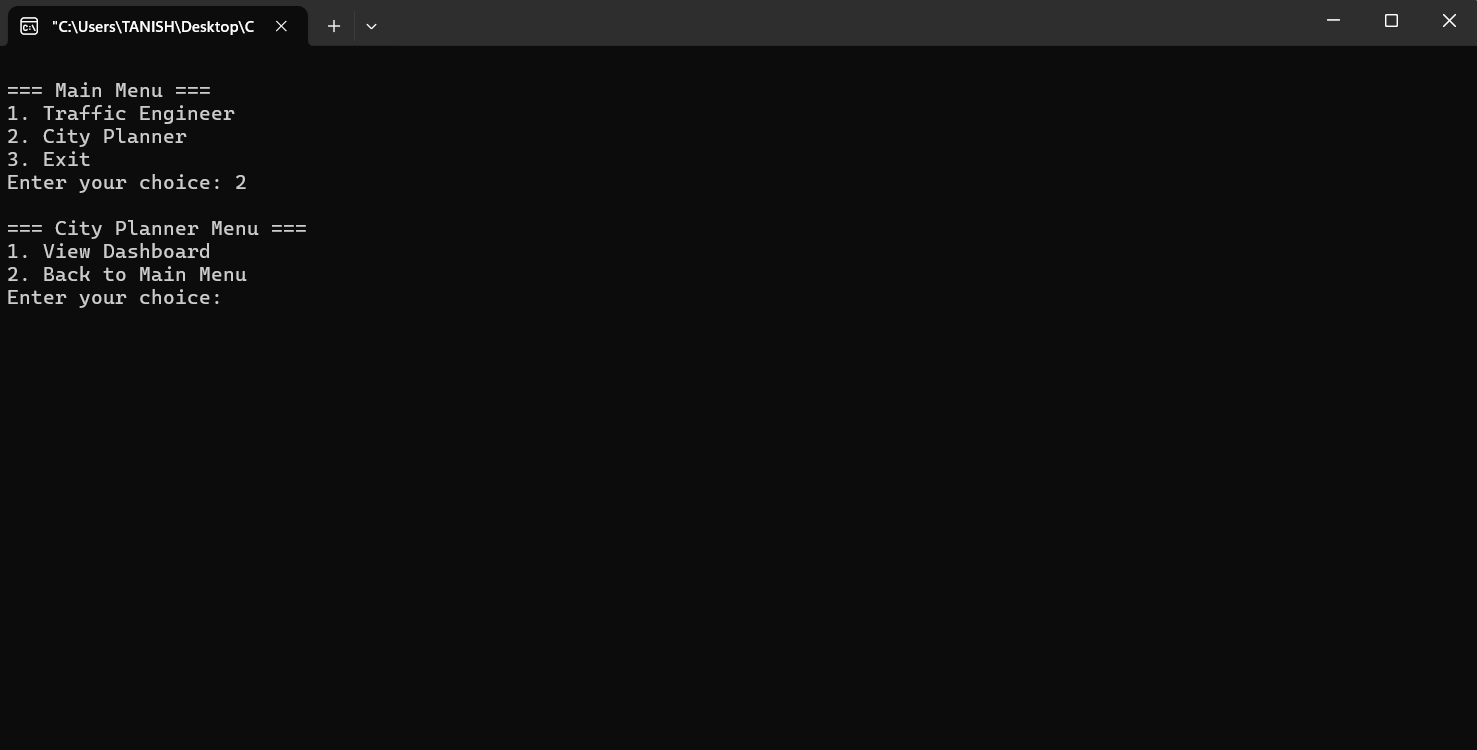 "C:\Users\TANISH\Desktop\C
=== Main Menu ===
1. Traffic Engineer
2. City Planner
3. Exit
Enter your choice: 2
=== City Planner Menu ===
1. View Dashboard
2. Back to Main Menu
Enter your choice: